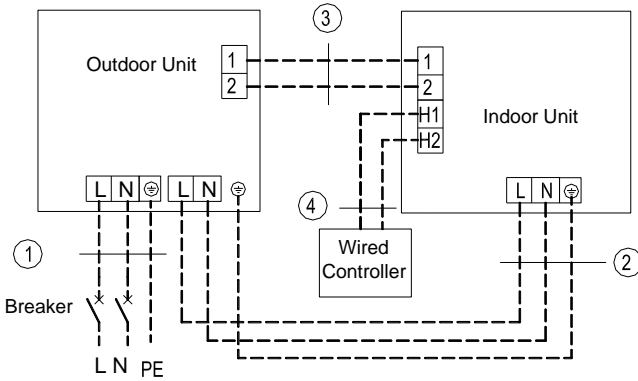 3
Outdoor Unit
1
2
1
2
H1
H2
Indoor Unit
L N
L N
L N
4
Wired
Controller
1
2
Breaker
L N PE